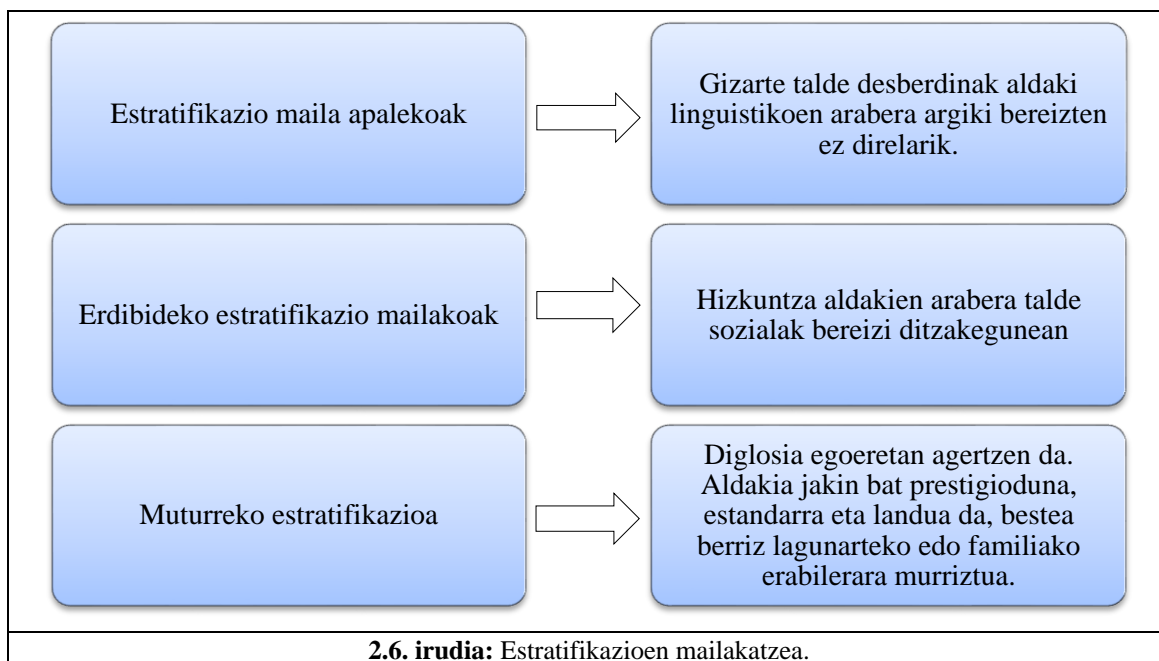 Estratifikazio maila apalekoak
Gizarte talde desberdinak aldaki
linguistikoen arabera argiki bereizten
ez direlarik.
Erdibideko estratifikazio mailakoak
Hizkuntza aldakien arabera talde
sozialak bereizi ditzakegunean
Muturreko estratifikazioa
Diglosia egoeretan agertzen da.
Aldakia jakin bat prestigioduna,
estandarra eta landua da, bestea
berriz lagunarteko edo familiako
erabilerara murriztua.
2.6. irudia: Estratifikazioen mailakatzea.